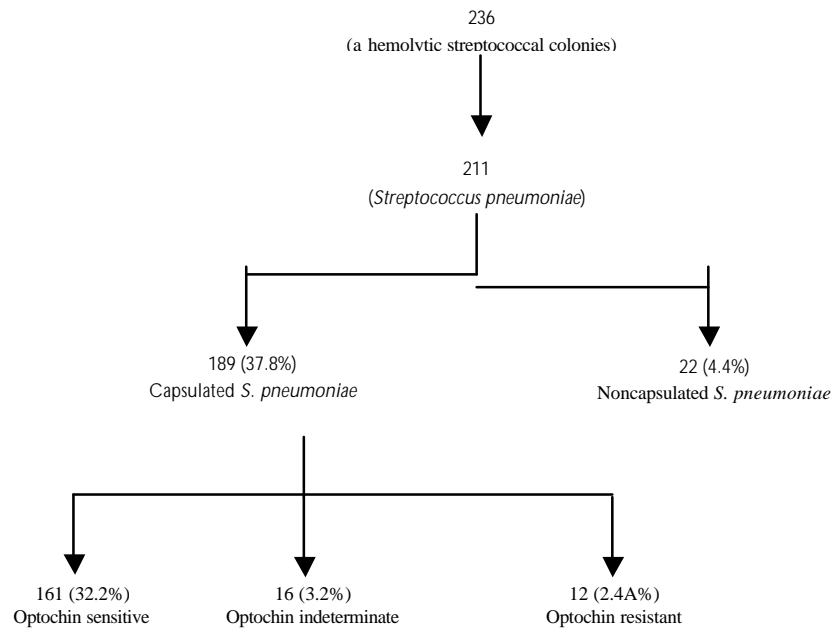 236
(a hemolytic streptococcal colonies)
211
(Streptococcus pneumoniae)
189 (37.8%)
Capsulated S. pneumoniae
22 (4.4%)
Noncapsulated S. pneumoniae
161 (32.2%)
Optochin sensitive
16 (3.2%)
Optochin indeterminate
12 (2.4A%)
Optochin resistant